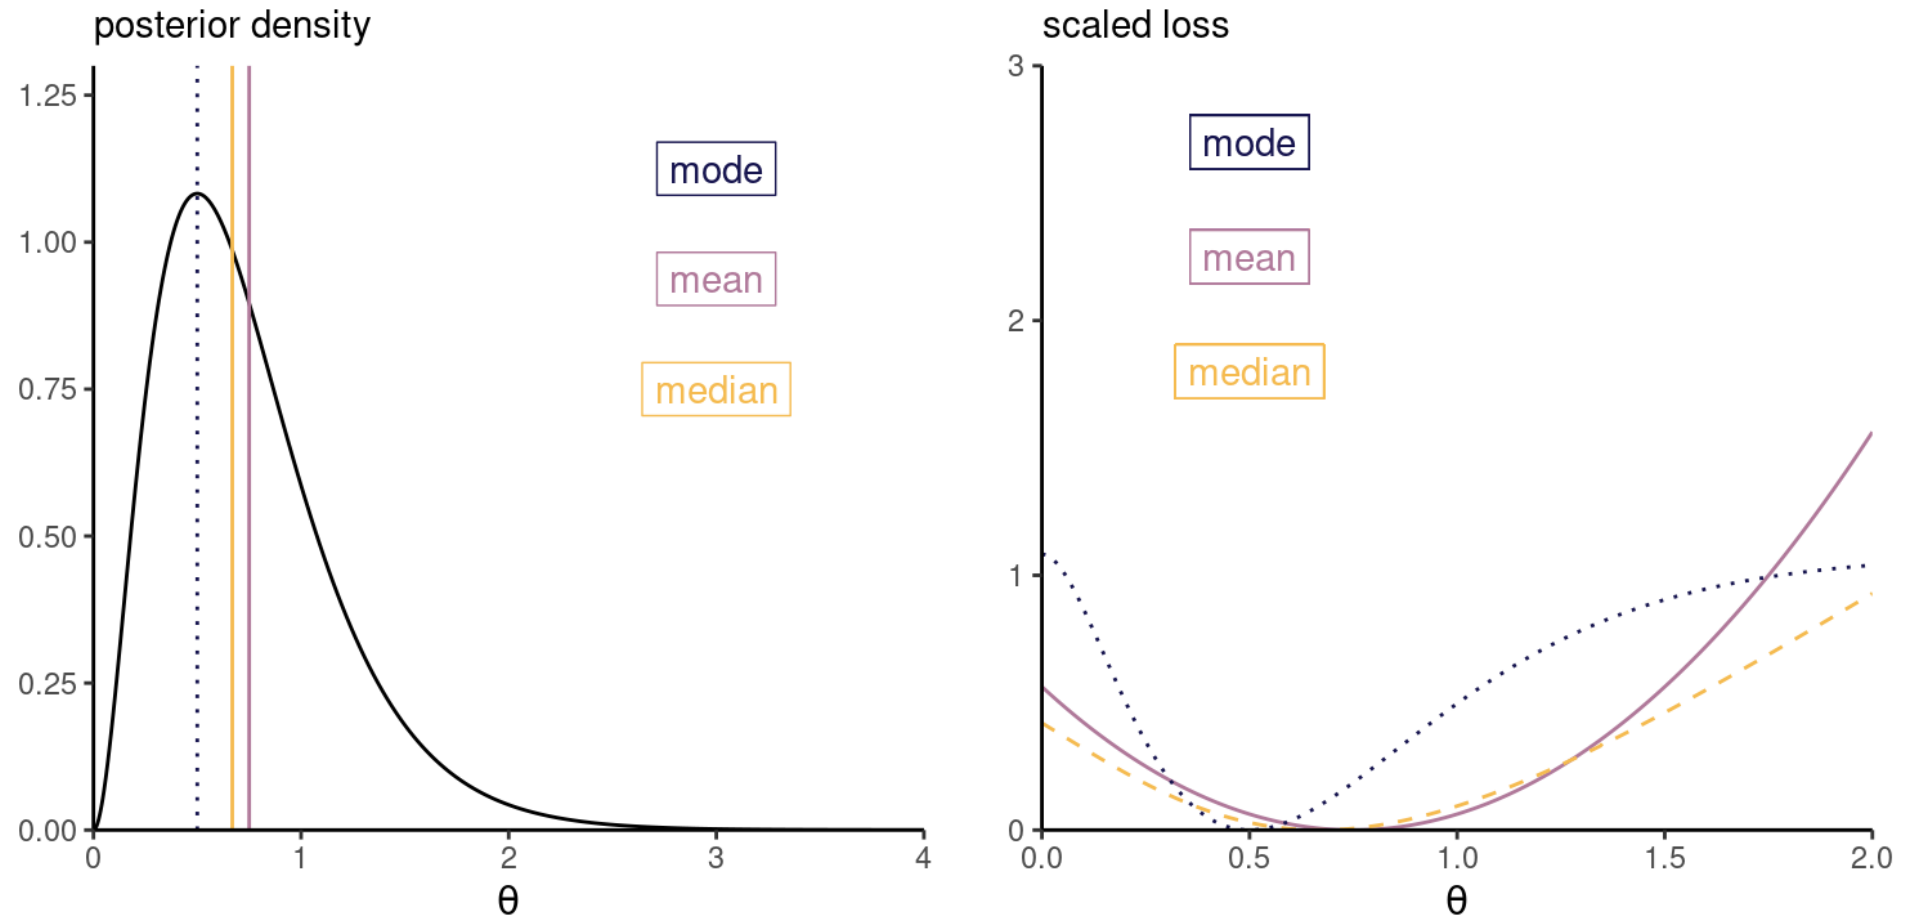 posterior density
1.25
1.00
0.75
0.50
0.25
0.00
0 1 2 3 4
θ
mode
mean
median
scaled loss
3
2
1
0
0.0 0.5 1.0 1.5 2.0
θ
mode
mean
median